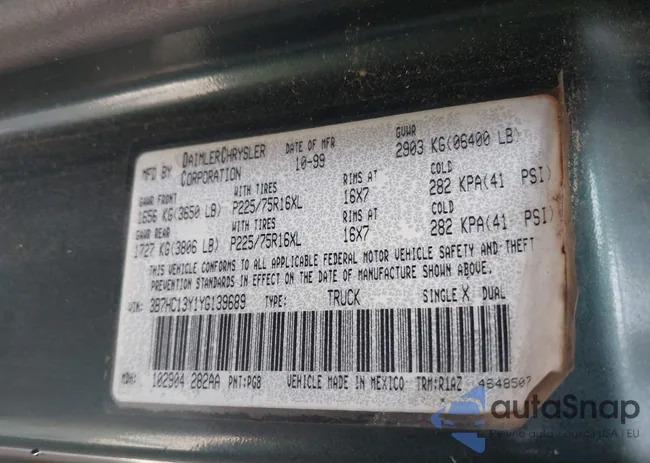 MFD BY DAIMLERCHRYSLER CORPORATION DATE OF MFR 10-99 GVWR 2903 KG(06400 LB)
GAWR FRONT WITH TIRES RIMS AT COLD
1656 KG(3650 LB) P225/75R16XL 16X7 282 KPA(41 PSI)
GAWR REAR WITH TIRES RIMS AT COLD
1727 KG(3806 LB) P225/75R16XL 16X7 282 KPA(41 PSI)
THIS VEHICLE CONFORMS TO ALL APPLICABLE FEDERAL MOTOR VEHICLE SAFETY AND THEFT
PREVENTION STANDARDS IN EFFECT ON THE DATE OF MANUFACTURE SHOWN ABOVE.
VIN: 3B7HC13Y1YG139689 TYPE: TRUCK SINGLE X DUAL
MDH: 102904 282AA PNT:PG8 VEHICLE MADE IN MEXICO TRM:R1AZ 4648507
autaSnap
USA | EU